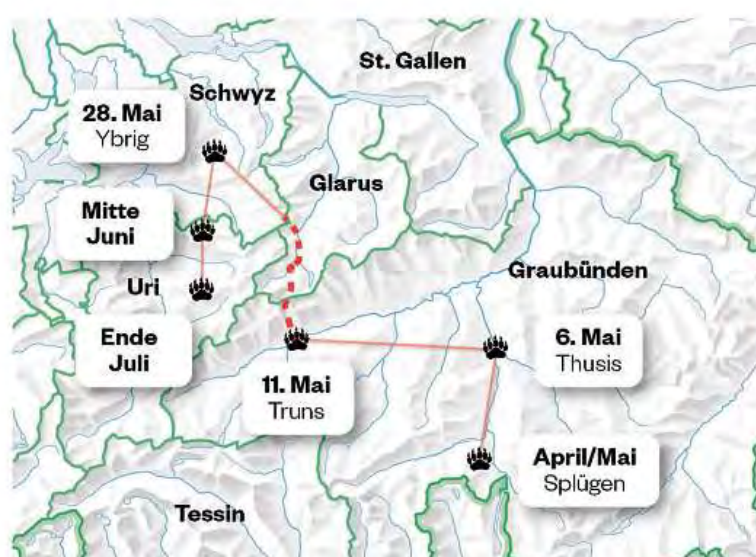 St. Gallen
Schwyz
28. Mai
Ybrig
Glarus
Mitte
Juni
Uri
Graubünden
Ende
Juli
6. Mai
Thusis
11. Mai
Truns
April/Mai
Splügen
Tessin